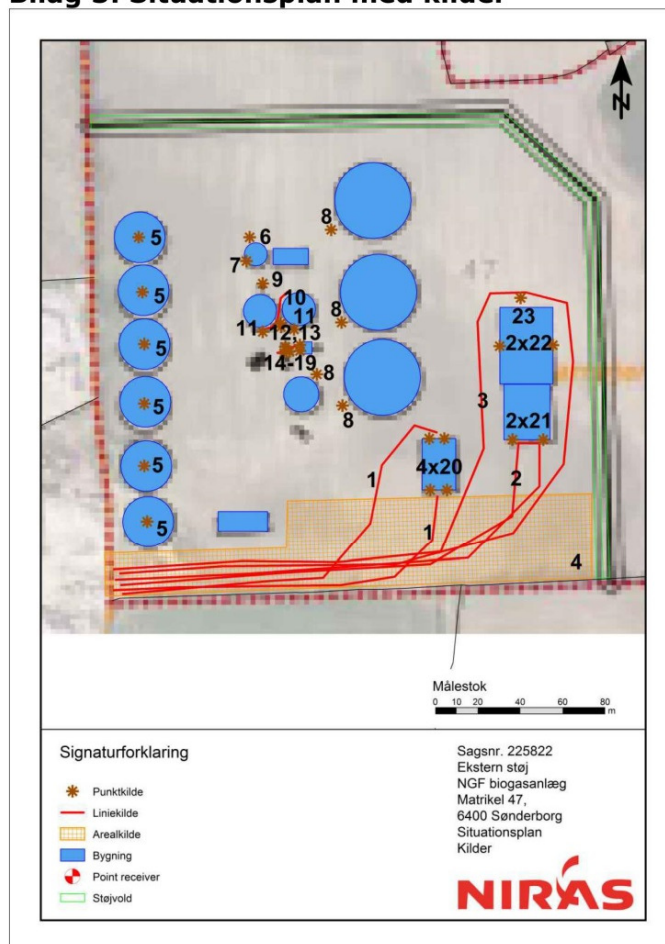 Bilag 3. Situationsplan med kilder
N
5
6
8
7
5
9
10
11
11
8
12
13
23
5
14-19
2x22
8
3
5
8
2x21
1
4x20
5
2
5
1
4
Målestok
0 10 20 40 60 80
m
Signaturforklaring
Punktkilde
Liniekilde
Arealkilde
Bygning
Point receiver
Støjvold
Sagsnr. 225822
Ekstern støj
NGF biogasanlæg
Matrikel 47,
6400 Sønderborg
Situationsplan
Kilder
NIRAS